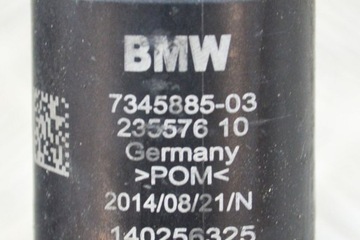 BMW
7345885-03
235576 10
Germany
>POM<
2014/08/21/N
140256325